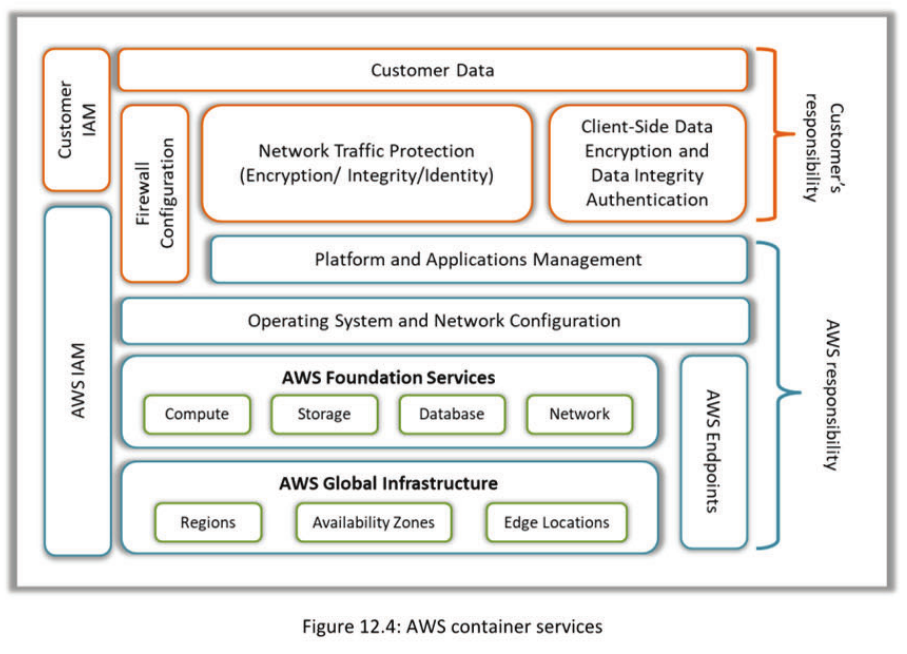 Customer
IAM
Customer Data
Customer's
responsibility
Firewall
Configuration
Network Traffic Protection
(Encryption/ Integrity/Identity)
Client-Side Data
Encryption and
Data Integrity
Authentication
AWS IAM
Platform and Applications Management
Operating System and Network Configuration
AWS responsibility
AWS Foundation Services
Compute
Storage
Database
Network
AWS Endpoints
AWS Global Infrastructure
Regions
Availability Zones
Edge Locations
Figure 12.4: AWS container services